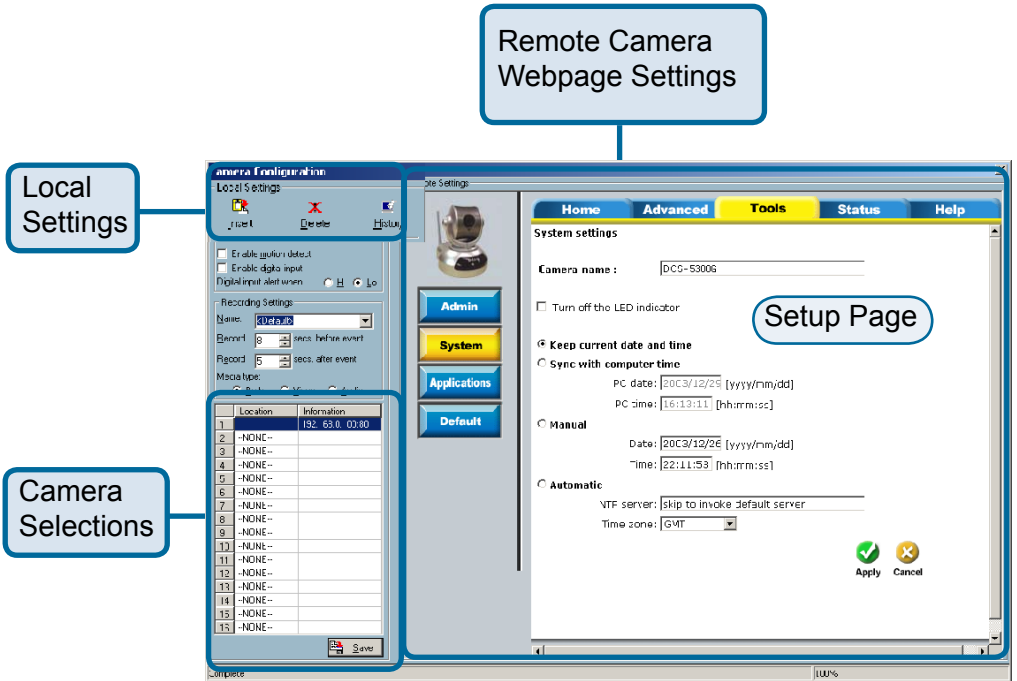 Remote Camera
Webpage Settings
Local
Settings
Camera
Selections
Setup Page
Camera Configuration
Local Settings
Insert
Delete
Enable motion detect
Enable digital input
Digital input alert when
H
Lo
Recording Settings
Name:
<Default>
Record
8
secs. before event
Record
5
secs. after event
Media type:
Location
Information
1
2
--NONE--
3
--NONE--
4
--NONE--
5
--NONE--
6
--NONE--
7
--NONE--
8
--NONE--
9
--NONE--
10
--NONE--
11
--NONE--
12
--NONE--
13
--NONE--
14
--NONE--
15
--NONE--
16
--NONE--
Save
Complete
100%
Settings
Home
Advanced
Tools
Status
Help
Admin
System
Applications
Default
System settings
Camera name :
DCS-5300G
Turn off the LED indicator
Keep current date and time
Sync with computer time
PC date:
2003/12/29
[yyyy/mm/dd]
PC time:
16:13:11
[hh:mm:ss]
Manual
Date:
2003/12/26
[yyyy/mm/dd]
Time:
22:11:53
[hh:mm:ss]
Automatic
NTP server:
skip to invoke default server
Time zone:
GMT
Apply
Cancel